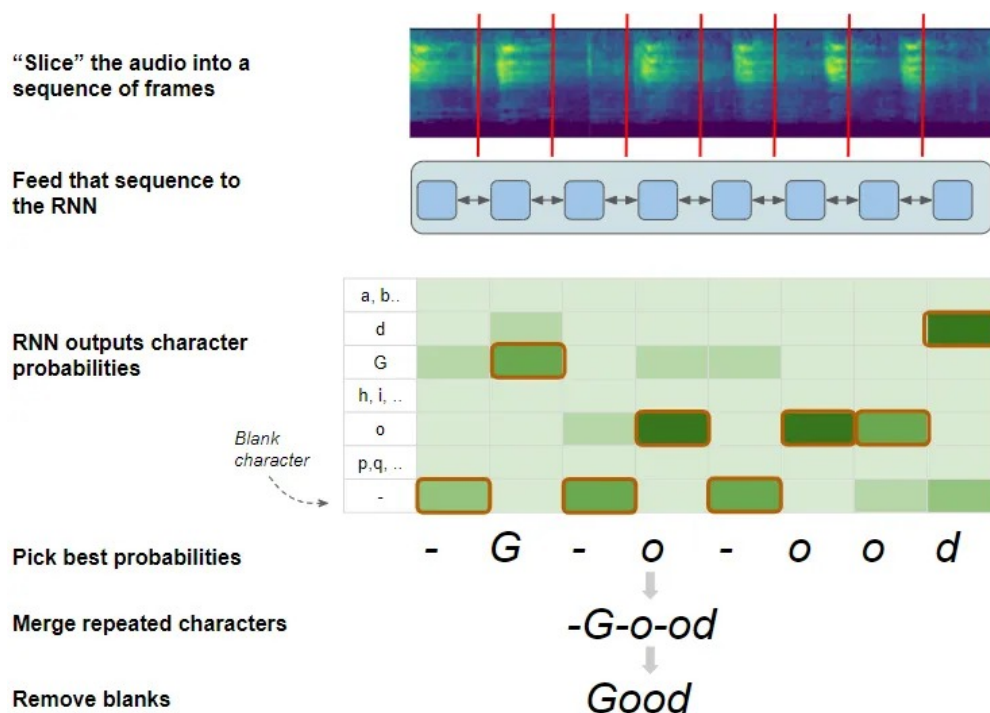 “Slice” the audio into a
sequence of frames
Feed that sequence to
the RNN
RNN outputs character
probabilities
a, b..
d
G
h, i, ..
o
p,q, ..
-
Blank
character
Pick best probabilities
- G - o - o o d
Merge repeated characters
-G-o-od
Remove blanks
Good